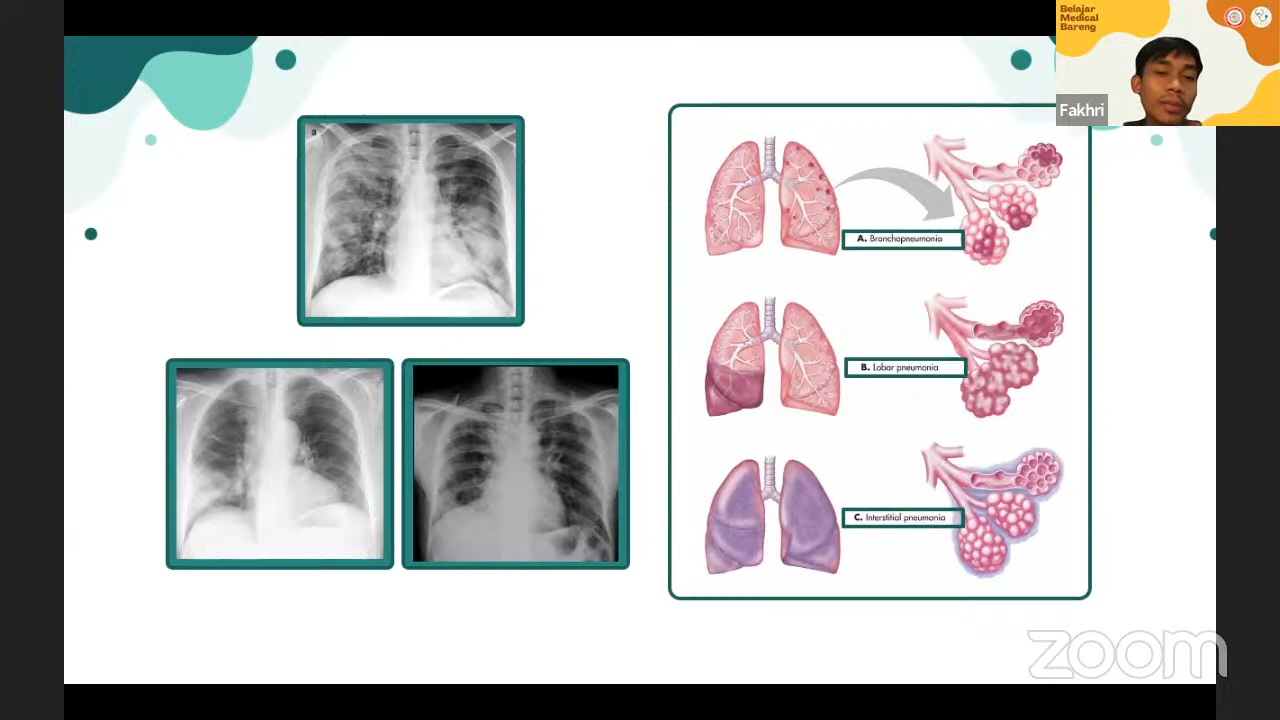 Belajar
Medical
Bareng
Fakhri
A. Bronchopneumonia
B. Lobar pneumonia
C. Interstitial pneumonia
zoom